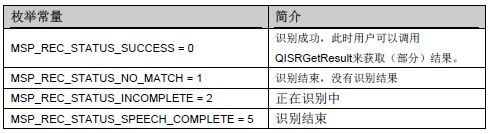 枚举常量 简介
MSP_REC_STATUS_SUCCESS = 0 识别成功，此时用户可以调用
QISRGetResult来获取（部分）结果。
MSP_REC_STATUS_NO_MATCH = 1 识别结束，没有识别结果
MSP_REC_STATUS_INCOMPLETE = 2 正在识别中
MSP_REC_STATUS_SPEECH_COMPLETE = 5 识别结束